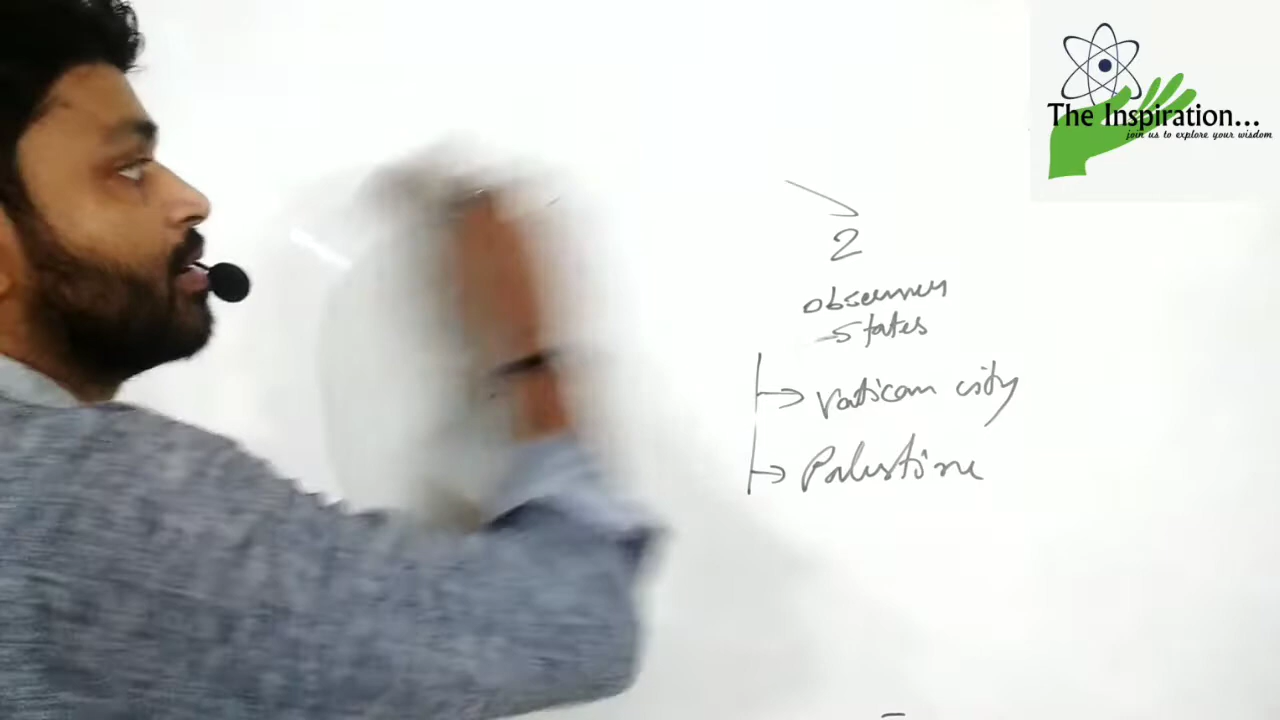 The Inspiration...
join us to explore your wisdom
2
observer
states
vatican city
Palestine